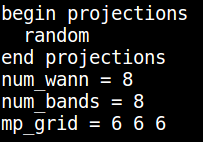 begin projections
  random
end projections
num_wann = 8
num_bands = 8
mp_grid = 6 6 6